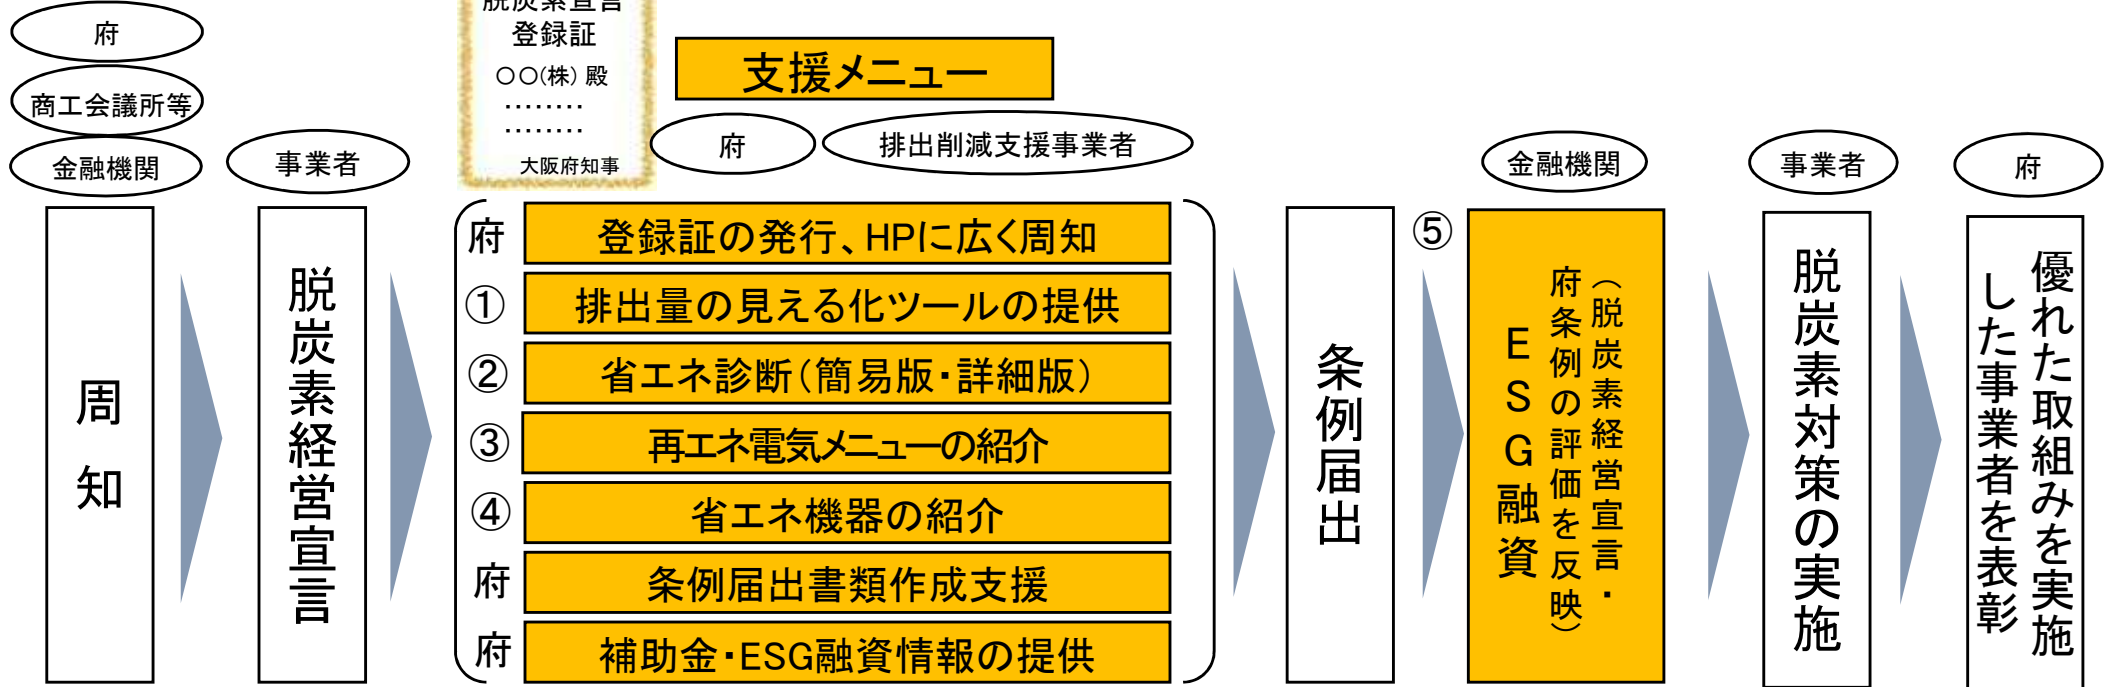 府
商工会議所等
金融機関
周知
事業者
脱炭素経営宣言
脱炭素宣言
登録証
〇〇(株) 殿
‥‥‥‥
‥‥‥‥
大阪府知事
支援メニュー
府
排出削減支援事業者
府 登録証の発行、HPに広く周知
① 排出量の見える化ツールの提供
② 省エネ診断(簡易版・詳細版)
③ 再エネ電気メニューの紹介
④ 省エネ機器の紹介
府 条例届出書類作成支援
府 補助金・ESG融資情報の提供
条例届出
⑤
金融機関
ESG融資
(脱炭素経営宣言・
府条例の評価を反映)
事業者
脱炭素対策の実施
府
優れた取組みを実施
した事業者を表彰